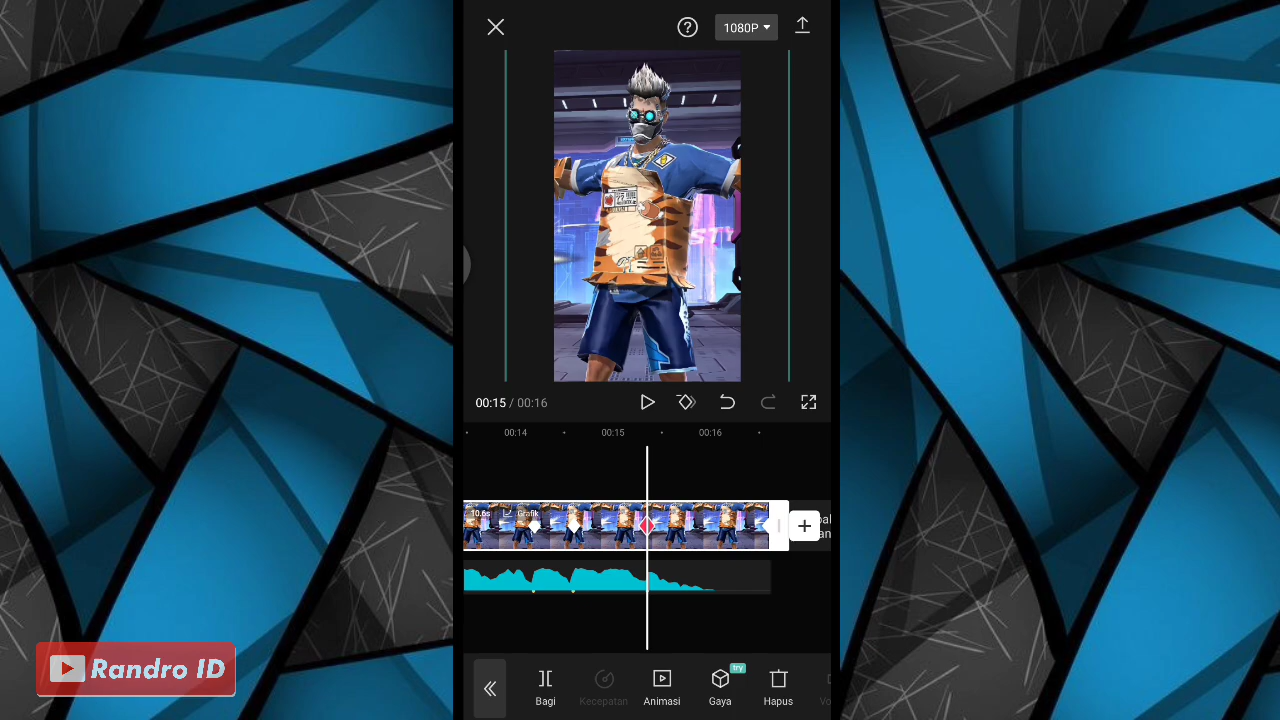 1080P
00:15 / 00:16
00:14
00:15
00:16
10.6s
Grafik
Bagi
Kecepatan
Animasi
Gaya
try
Hapus
Randro ID